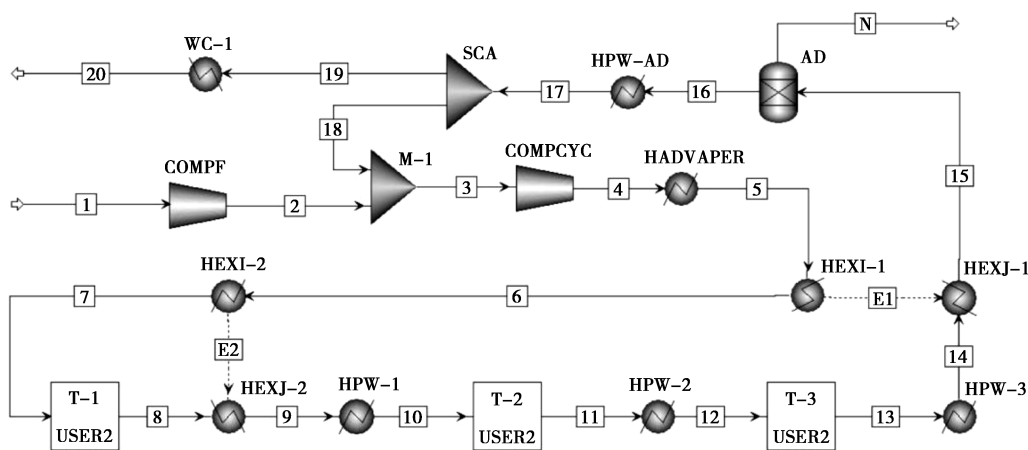 N
WC-1
SCA
HPW-AD
AD
20
19
17
16
18
COMPF
M-1
COMPCYC
HADVAPER
15
1
2
3
4
5
HEXI-2
HEXI-1
HEXJ-1
7
6
E1
E2
14
HEXJ-2
HPW-1
HPW-2
HPW-3
T-1
USER2
8
9
10
T-2
USER2
11
12
T-3
USER2
13